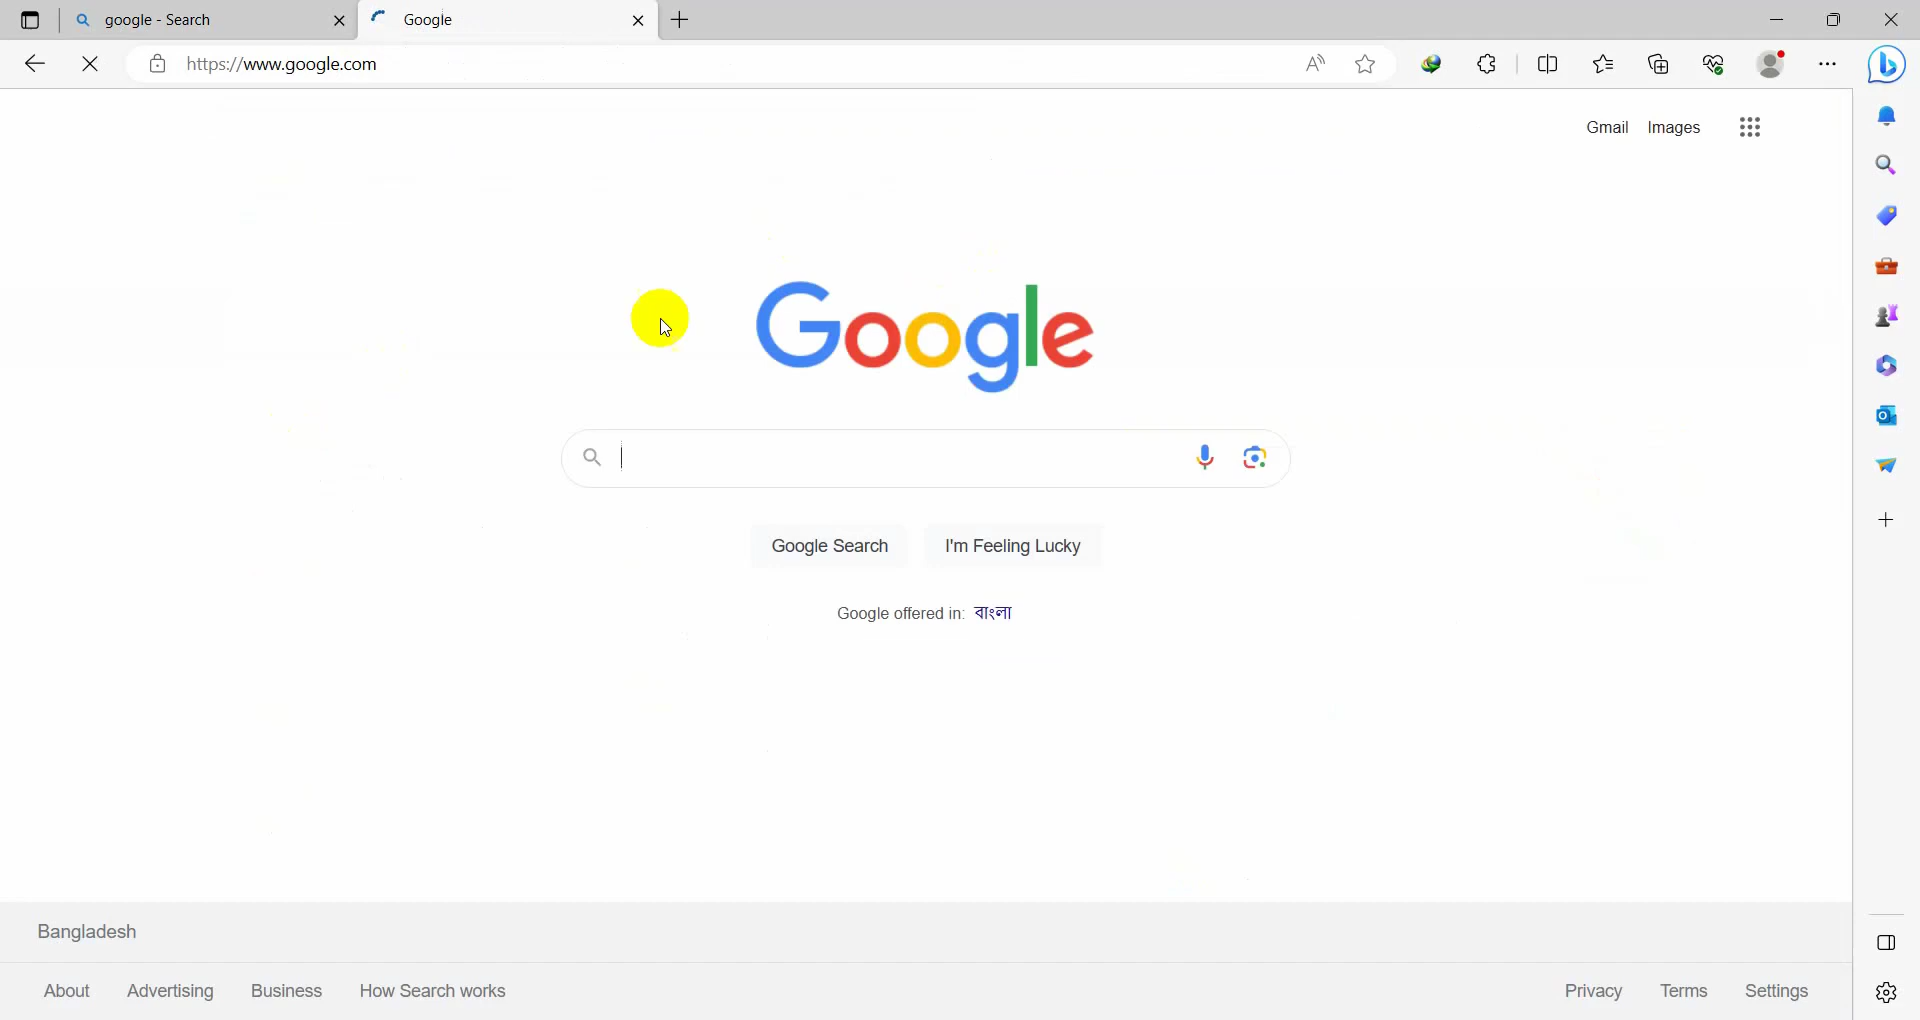 google - Search
Google
https://www.google.com
Gmail Images
Google
Google Search I'm Feeling Lucky
Google offered in: বাংলা
Bangladesh
About Advertising Business How Search works Privacy Terms Settings